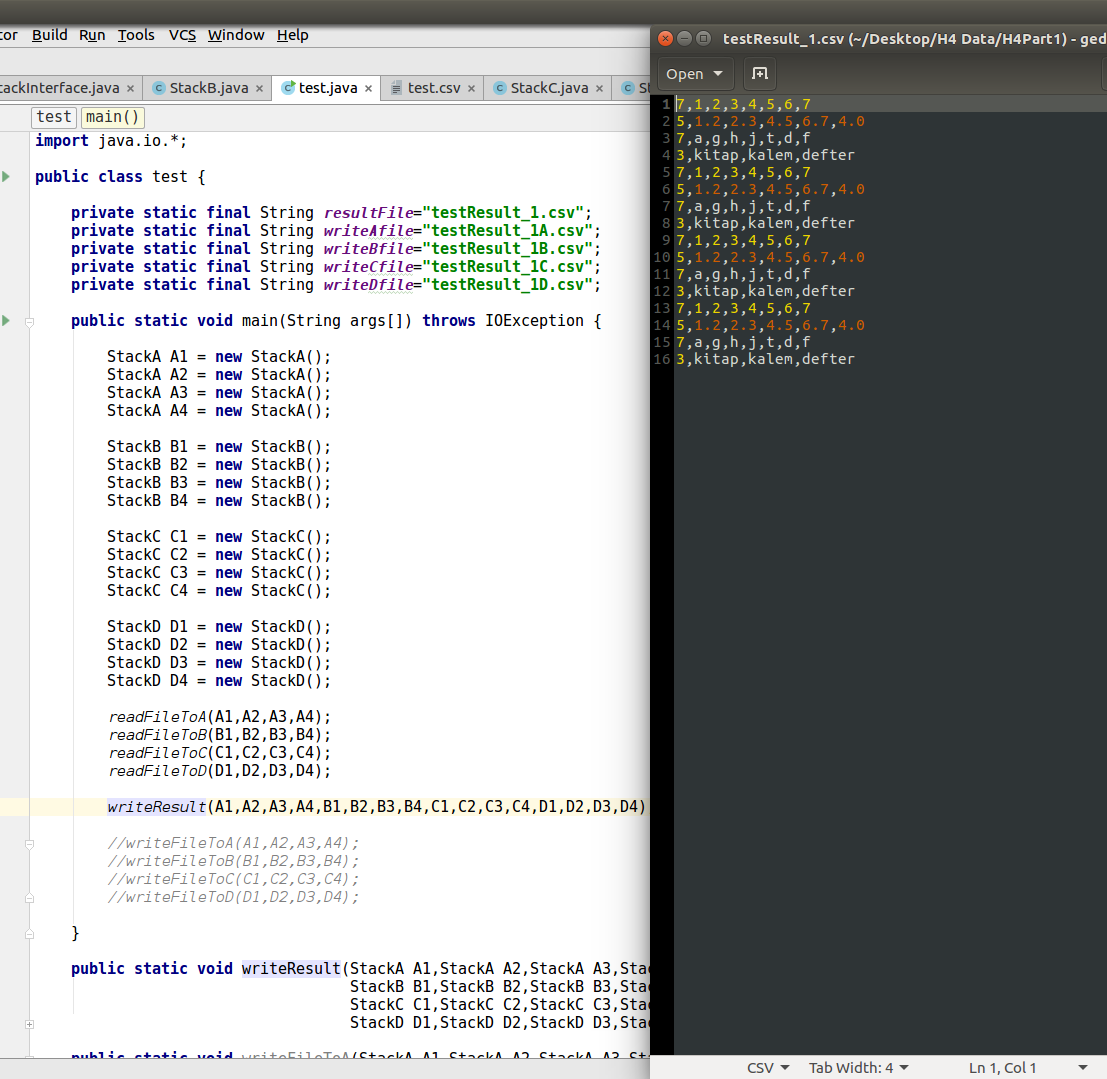 tor Build Run Tools VCS Window Help
tackInterface.java × StackB.java × test.java × test.csv × StackC.java ×
test main()
import java.io.*;
public class test {
private static final String resultFile="testResult_1.csv";
private static final String writeAfile="testResult_1A.csv";
private static final String writeBfile="testResult_1B.csv";
private static final String writeCfile="testResult_1C.csv";
private static final String writeDfile="testResult_1D.csv";
public static void main(String args[]) throws IOException {
StackA A1 = new StackA();
StackA A2 = new StackA();
StackA A3 = new StackA();
StackA A4 = new StackA();
StackB B1 = new StackB();
StackB B2 = new StackB();
StackB B3 = new StackB();
StackB B4 = new StackB();
StackC C1 = new StackC();
StackC C2 = new StackC();
StackC C3 = new StackC();
StackC C4 = new StackC();
StackD D1 = new StackD();
StackD D2 = new StackD();
StackD D3 = new StackD();
StackD D4 = new StackD();
readFileToA(A1,A2,A3,A4);
readFileToB(B1,B2,B3,B4);
readFileToC(C1,C2,C3,C4);
readFileToD(D1,D2,D3,D4);
writeResult(A1,A2,A3,A4,B1,B2,B3,B4,C1,C2,C3,C4,D1,D2,D3,D4)
//writeFileToA(A1,A2,A3,A4);
//writeFileToB(B1,B2,B3,B4);
//writeFileToC(C1,C2,C3,C4);
//writeFileToD(D1,D2,D3,D4);
}
public static void writeResult(StackA A1,StackA A2,StackA A3,Stac
StackB B1,StackB B2,StackB B3,Stac
StackC C1,StackC C2,StackC C3,Stac
StackD D1,StackD D2,StackD D3,Stac
public static void writeFileToA(StackA A1,StackA A2,StackA A3,St
testResult_1.csv (~/Desktop/H4 Data/H4Part1) - ged
Open
1 7,1,2,3,4,5,6,7
2 5,1.2,2.3,4.5,6.7,4.0
3 7,a,g,h,j,t,d,f
4 3,kitap,kalem,defter
5 7,1,2,3,4,5,6,7
6 5,1.2,2.3,4.5,6.7,4.0
7 7,a,g,h,j,t,d,f
8 3,kitap,kalem,defter
9 7,1,2,3,4,5,6,7
10 5,1.2,2.3,4.5,6.7,4.0
11 7,a,g,h,j,t,d,f
12 3,kitap,kalem,defter
13 7,1,2,3,4,5,6,7
14 5,1.2,2.3,4.5,6.7,4.0
15 7,a,g,h,j,t,d,f
16 3,kitap,kalem,defter
CSV Tab Width: 4 Ln 1, Col 1